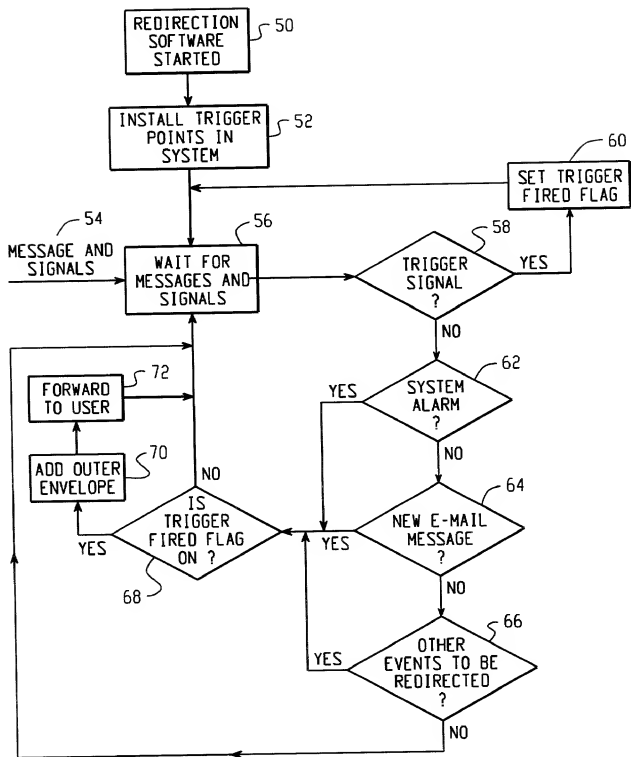 REDIRECTION
SOFTWARE
STARTED
50
INSTALL TRIGGER
POINTS IN
SYSTEM
52
60
SET TRIGGER
FIRED FLAG
54
MESSAGE AND
SIGNALS
56
WAIT FOR
MESSAGES AND
SIGNALS
58
TRIGGER
SIGNAL
?
YES
NO
62
SYSTEM
ALARM
?
YES
NO
72
FORWARD
TO USER
70
ADD OUTER
ENVELOPE
NO
IS
TRIGGER
FIRED FLAG
ON ?
YES
68
64
NEW E-MAIL
MESSAGE
?
YES
NO
66
OTHER
EVENTS TO BE
REDIRECTED
?
YES
NO